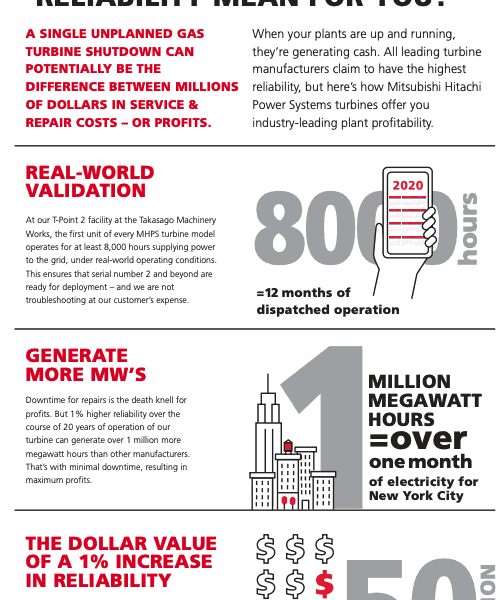 RELIABILITY MEAN FOR YOU?
A SINGLE UNPLANNED GAS
TURBINE SHUTDOWN CAN
POTENTIALLY BE THE
DIFFERENCE BETWEEN MILLIONS
OF DOLLARS IN SERVICE &
REPAIR COSTS – OR PROFITS.
When your plants are up and running,
they’re generating cash. All leading turbine
manufacturers claim to have the highest
reliability, but here’s how Mitsubishi Hitachi
Power Systems turbines offer you
industry-leading plant profitability.
REAL-WORLD
VALIDATION
At our T-Point 2 facility at the Takasago Machinery
Works, the first unit of every MHPS turbine model
operates for at least 8,000 hours supplying power
to the grid, under real-world operating conditions.
This ensures that serial number 2 and beyond are
ready for deployment – and we are not
troubleshooting at our customer’s expense.
8000
2020
hours
=12 months of
dispatched operation
GENERATE
MORE MW’S
Downtime for repairs is the death knell for
profits. But 1% higher reliability over the
course of 20 years of operation of our
turbine can generate over 1 million more
megawatt hours than other manufacturers.
That’s with minimal downtime, resulting in
maximum profits.
1
MILLION
MEGAWATT
HOURS
=over
one month
of electricity for
New York City
THE DOLLAR VALUE
OF A 1% INCREASE
IN RELIABILITY
$ $ $
$ $ $
50